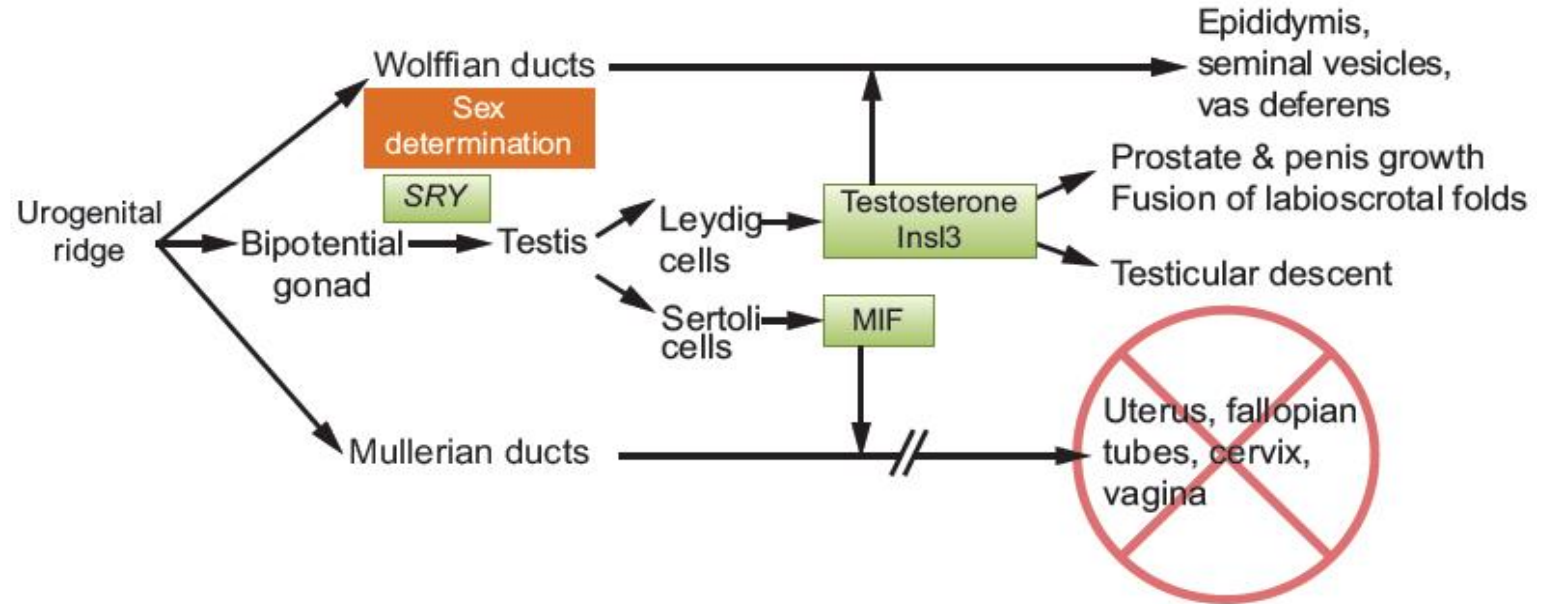 Wolffian ducts
Epididymis,
seminal vesicles,
vas deferens
Sex
determination
SRY
Urogenital
ridge
Bipotential
gonad
Testis
Leydig
cells
Testosterone
Insl3
Prostate & penis growth
Fusion of labioscrotal folds
Testicular descent
Sertoli
cells
MIF
Mullerian ducts
Uterus, fallopian
tubes, cervix,
vagina